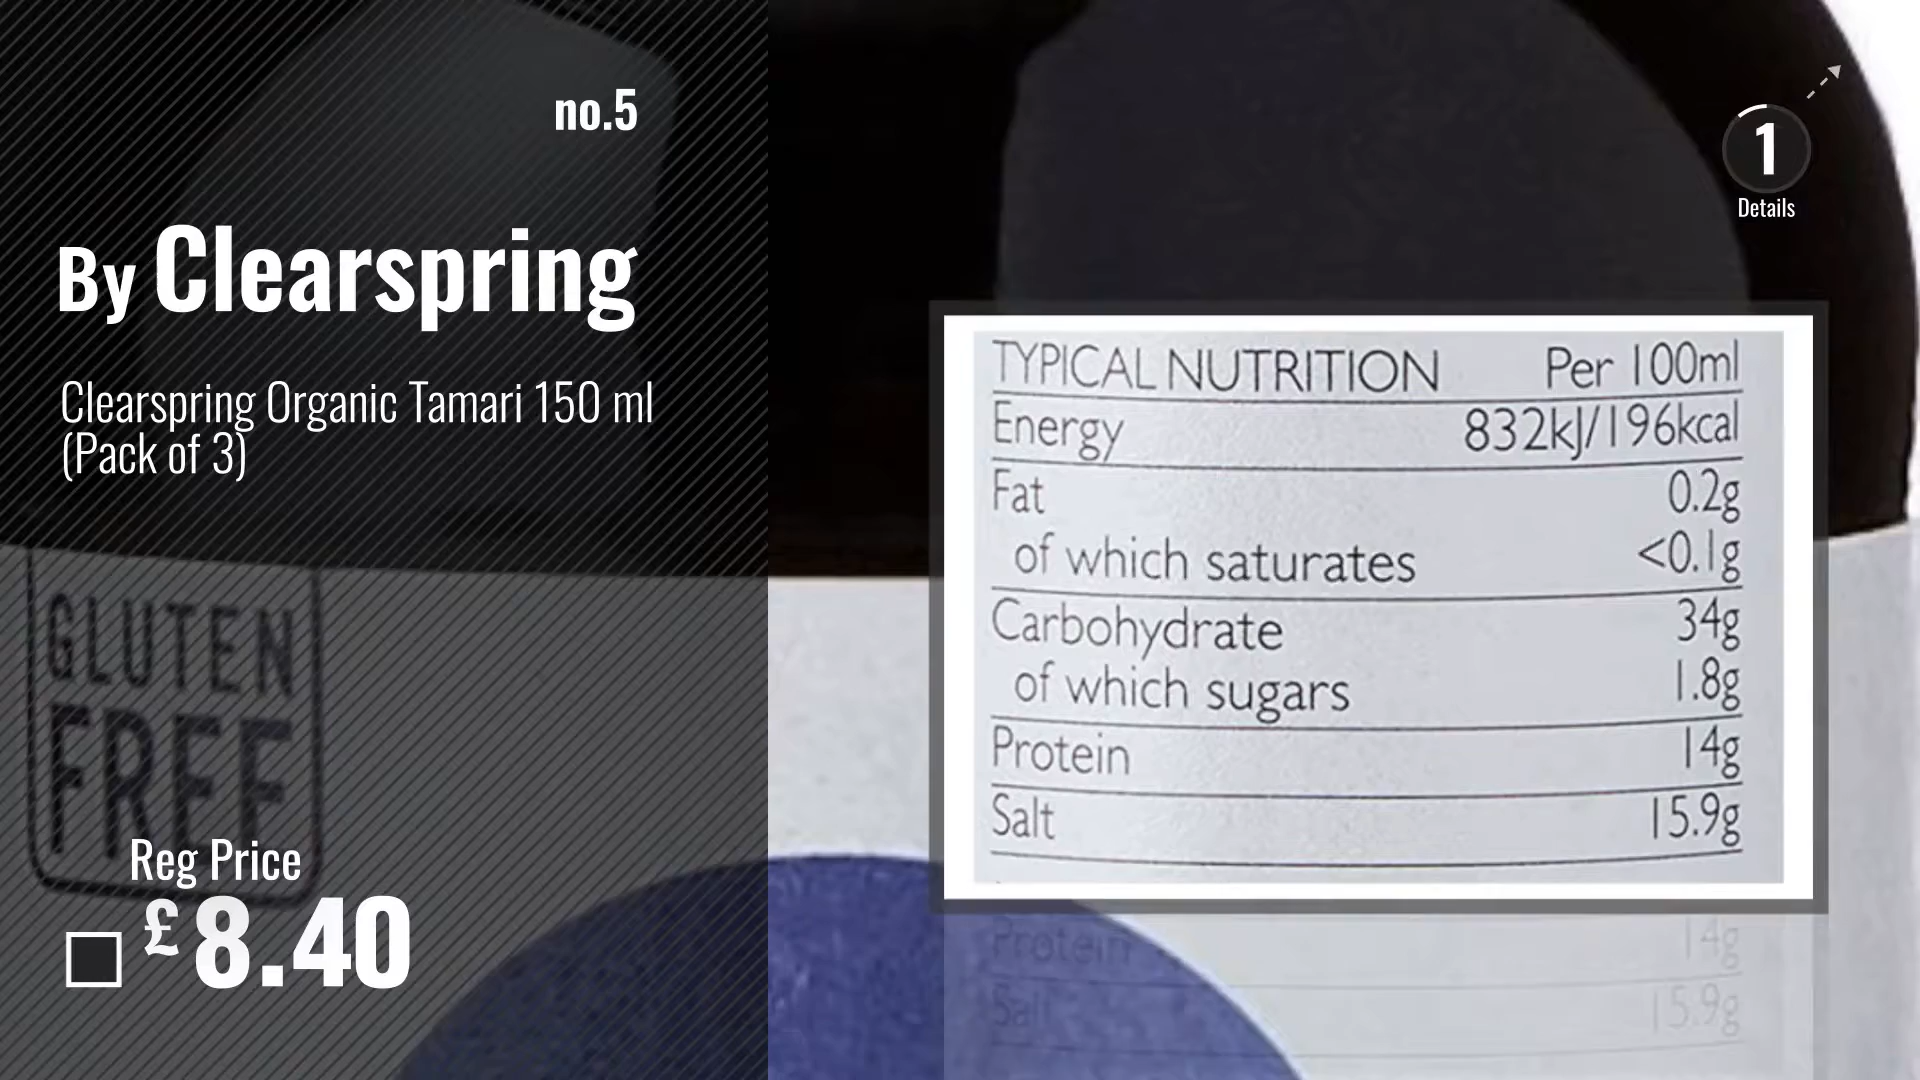 no.5
By Clearspring
Clearspring Organic Tamari 150 ml
(Pack of 3)
GLUTEN
FREE
Reg Price
£8.40
1
Details
TYPICAL NUTRITION Per 100ml
Energy 832kJ/196kcal
Fat 0.2g
of which saturates <0.1g
Carbohydrate 34g
of which sugars 1.8g
Protein 14g
Salt 15.9g
Protein 14g
Salt 15.9g